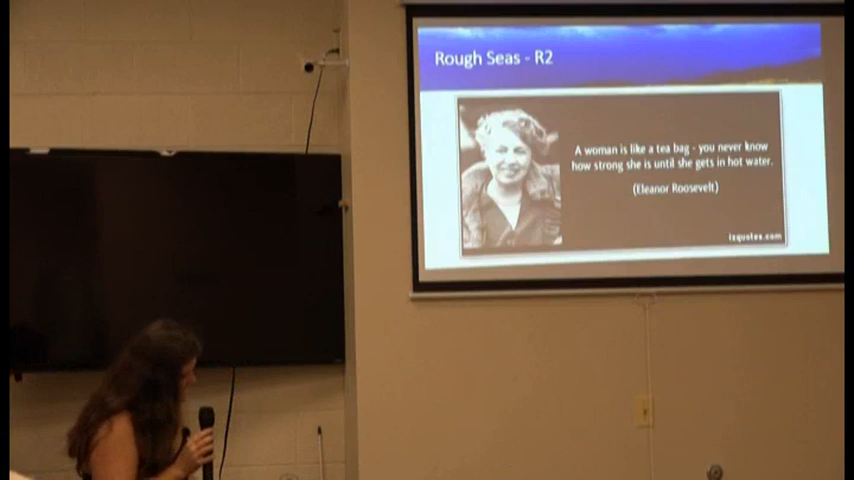 Rough Seas - R2
A woman is like a tea bag - you never know
how strong she is until she gets in hot water.
(Eleanor Roosevelt)
izquotes.com